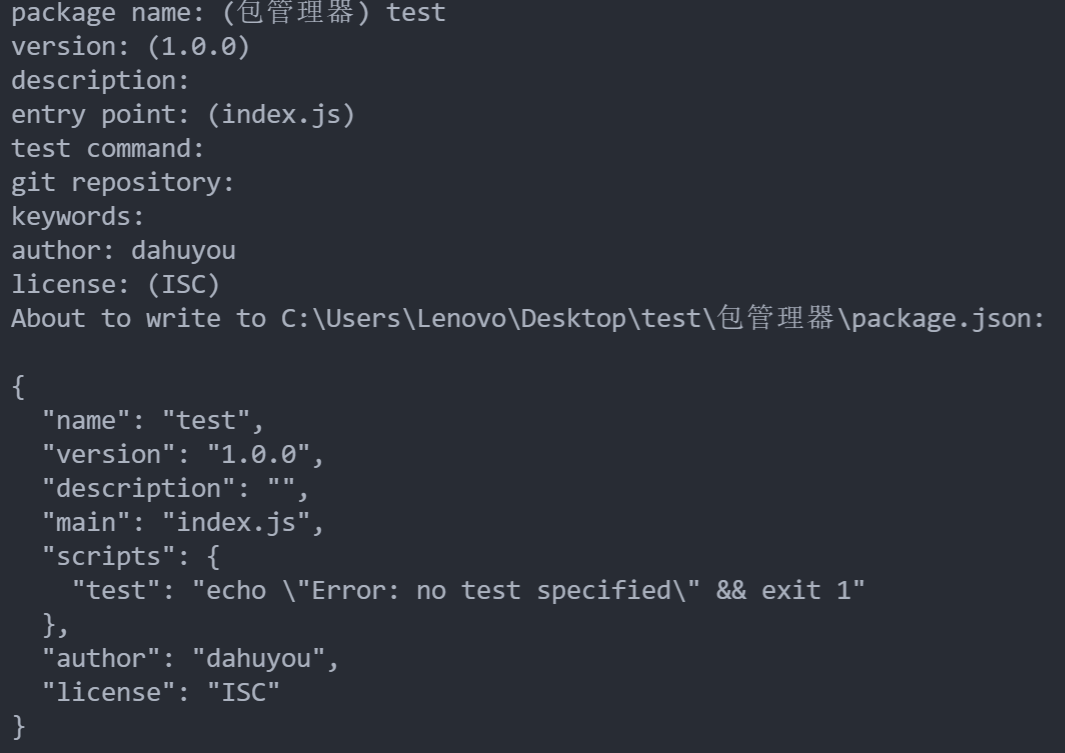 package name: (包管理器) test
version: (1.0.0)
description:
entry point: (index.js)
test command:
git repository:
keywords:
author: dahuyou
license: (ISC)
About to write to C:\Users\Lenovo\Desktop\test\包管理器\package.json:

{
  "name": "test",
  "version": "1.0.0",
  "description": "",
  "main": "index.js",
  "scripts": {
    "test": "echo \"Error: no test specified\" && exit 1"
  },
  "author": "dahuyou",
  "license": "ISC"
}